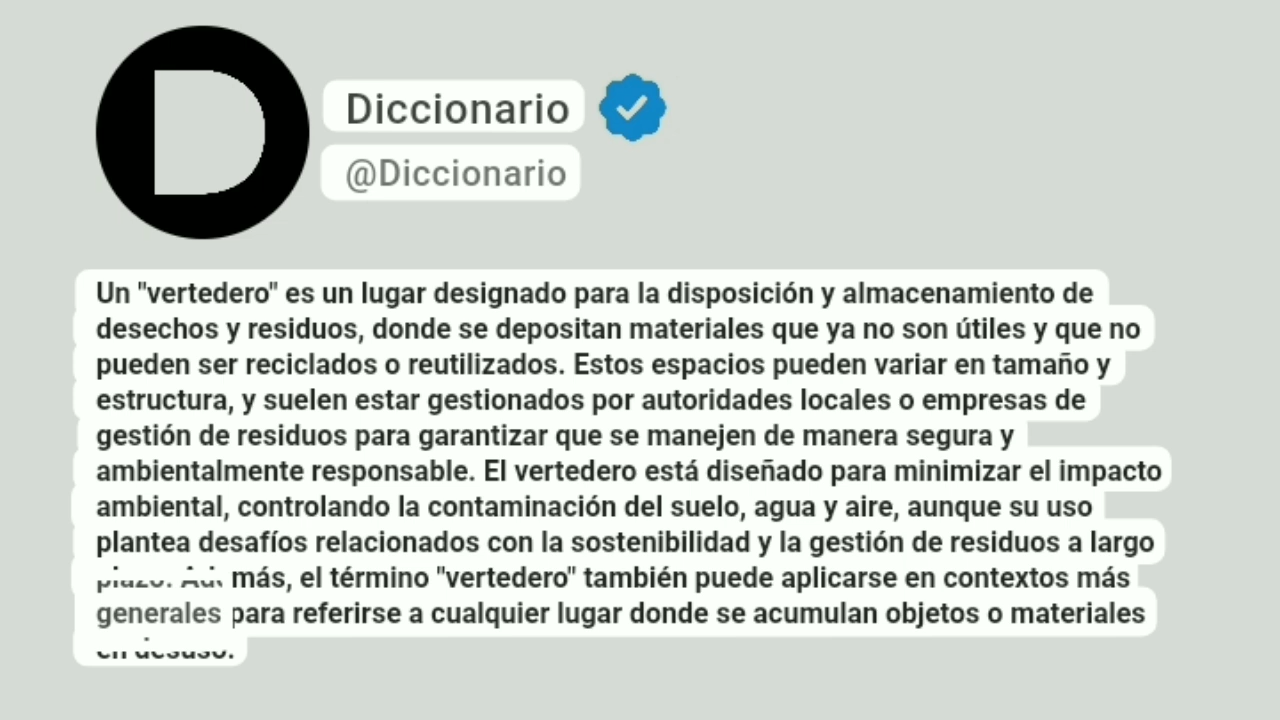 D
Diccionario
@Diccionario
Un "vertedero" es un lugar designado para la disposición y almacenamiento de
desechos y residuos, donde se depositan materiales que ya no son útiles y que no
pueden ser reciclados o reutilizados. Estos espacios pueden variar en tamaño y
estructura, y suelen estar gestionados por autoridades locales o empresas de
gestión de residuos para garantizar que se manejen de manera segura y
ambientalmente responsable. El vertedero está diseñado para minimizar el impacto
ambiental, controlando la contaminación del suelo, agua y aire, aunque su uso
plantea desafíos relacionados con la sostenibilidad y la gestión de residuos a largo
plazo. Además, el término "vertedero" también puede aplicarse en contextos más
generales para referirse a cualquier lugar donde se acumulan objetos o materiales
en desuso.